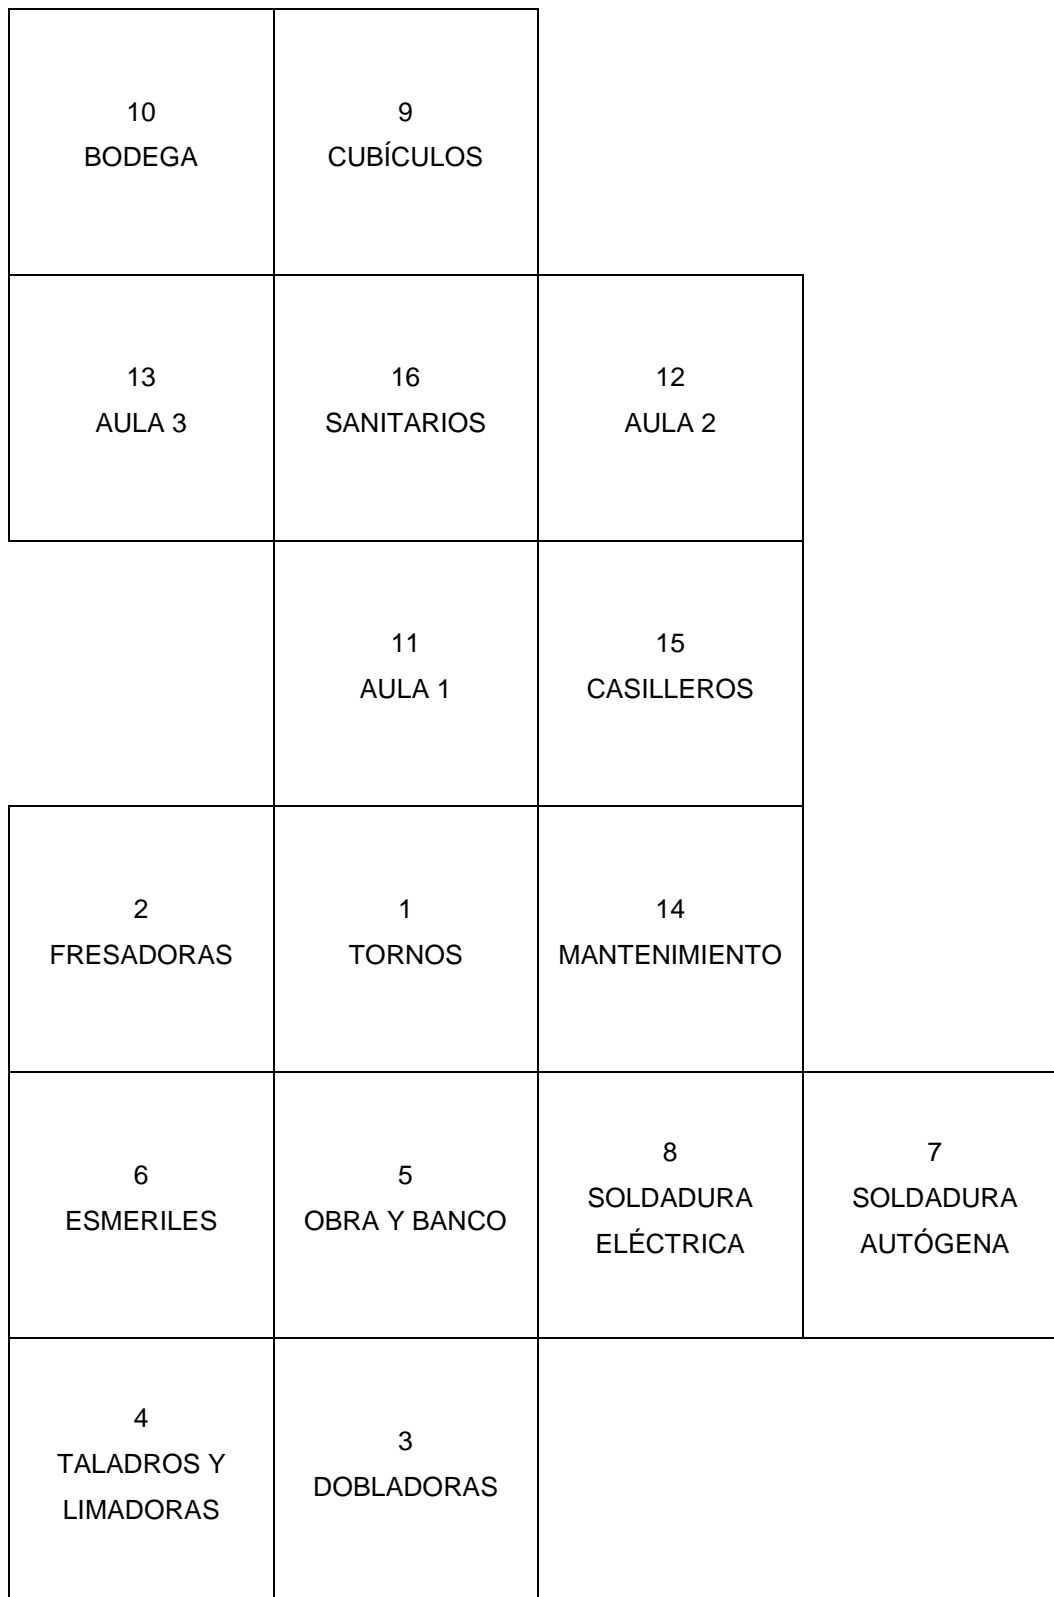 10
BODEGA
9
CUBÍCULOS
13
AULA 3
16
SANITARIOS
12
AULA 2
11
AULA 1
15
CASILLEROS
2
FRESADORAS
1
TORNOS
14
MANTENIMIENTO
6
ESMERILES
5
OBRA Y BANCO
8
SOLDADURA
ELÉCTRICA
7
SOLDADURA
AUTÓGENA
4
TALADROS Y
LIMADORAS
3
DOBLADORAS